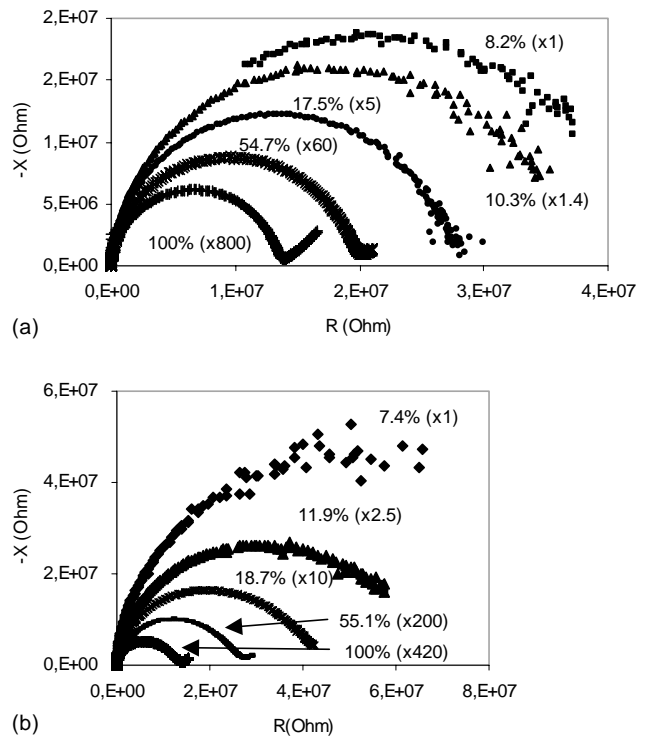 2,E+07
2,E+07
1,E+07
5,E+06
0,E+00
-X (Ohm)
8.2% (x1)
17.5% (x5)
54.7% (x60)
10.3% (x1.4)
100% (x800)
0,E+00 1,E+07 2,E+07 3,E+07 4,E+07
R (Ohm)
(a)
6,E+07
4,E+07
2,E+07
0,E+00
-X (Ohm)
7.4% (x1)
11.9% (x2.5)
18.7% (x10)
55.1% (x200)
100% (x420)
0,E+00 2,E+07 4,E+07 6,E+07 8,E+07
R(Ohm)
(b)